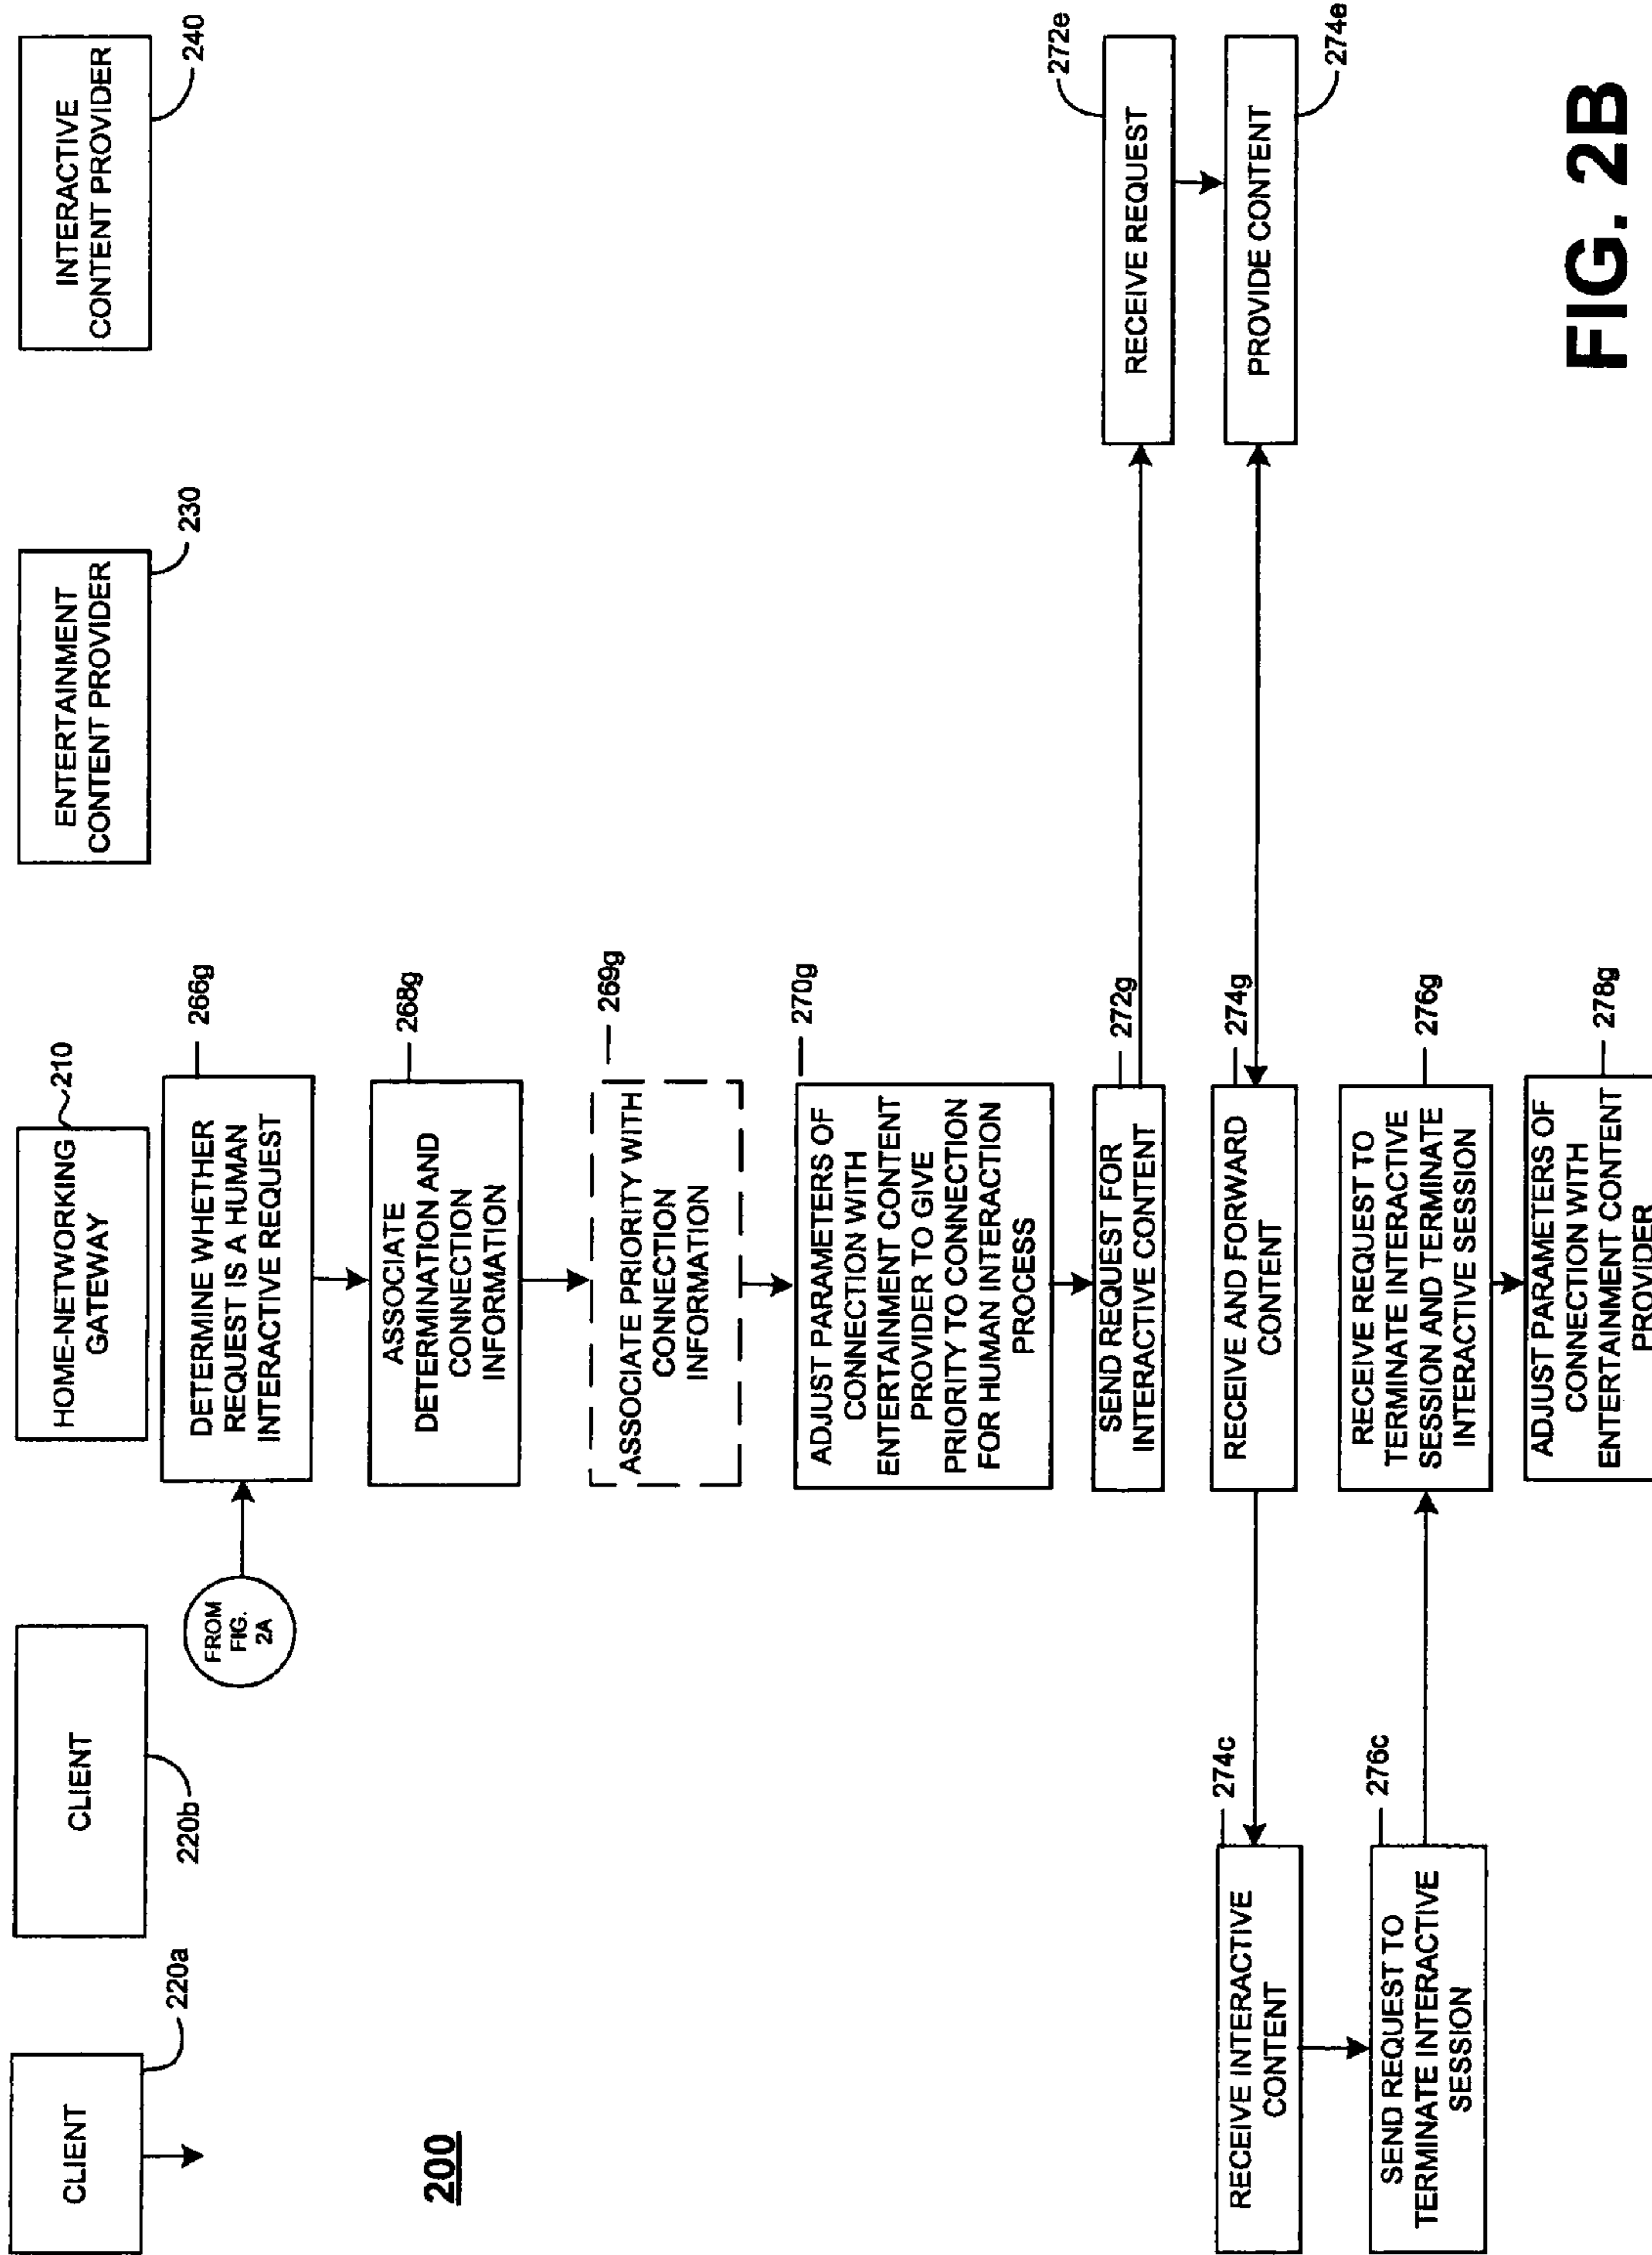 CLIENT
220a
CLIENT
220b
HOME-NETWORKING
GATEWAY
210
ENTERTAINMENT
CONTENT PROVIDER
230
INTERACTIVE
CONTENT PROVIDER
240
200
FROM
FIG.
2A
DETERMINE WHETHER
REQUEST IS A HUMAN
INTERACTIVE REQUEST
266g
ASSOCIATE
DETERMINATION AND
CONNECTION
INFORMATION
268g
ASSOCIATE PRIORITY WITH
CONNECTION
INFORMATION
269g
ADJUST PARAMETERS OF
CONNECTION WITH
ENTERTAINMENT CONTENT
PROVIDER TO GIVE
PRIORITY TO CONNECTION
FOR HUMAN INTERACTION
PROCESS
270g
SEND REQUEST FOR
INTERACTIVE CONTENT
272g
RECEIVE REQUEST
272e
RECEIVE INTERACTIVE
CONTENT
274c
RECEIVE AND FORWARD
CONTENT
274g
PROVIDE CONTENT
274e
SEND REQUEST TO
TERMINATE INTERACTIVE
SESSION
276c
RECEIVE REQUEST TO
TERMINATE INTERACTIVE
SESSION AND TERMINATE
INTERACTIVE SESSION
276g
ADJUST PARAMETERS OF
CONNECTION WITH
ENTERTAINMENT CONTENT
PROVIDER
278g
FIG. 2B